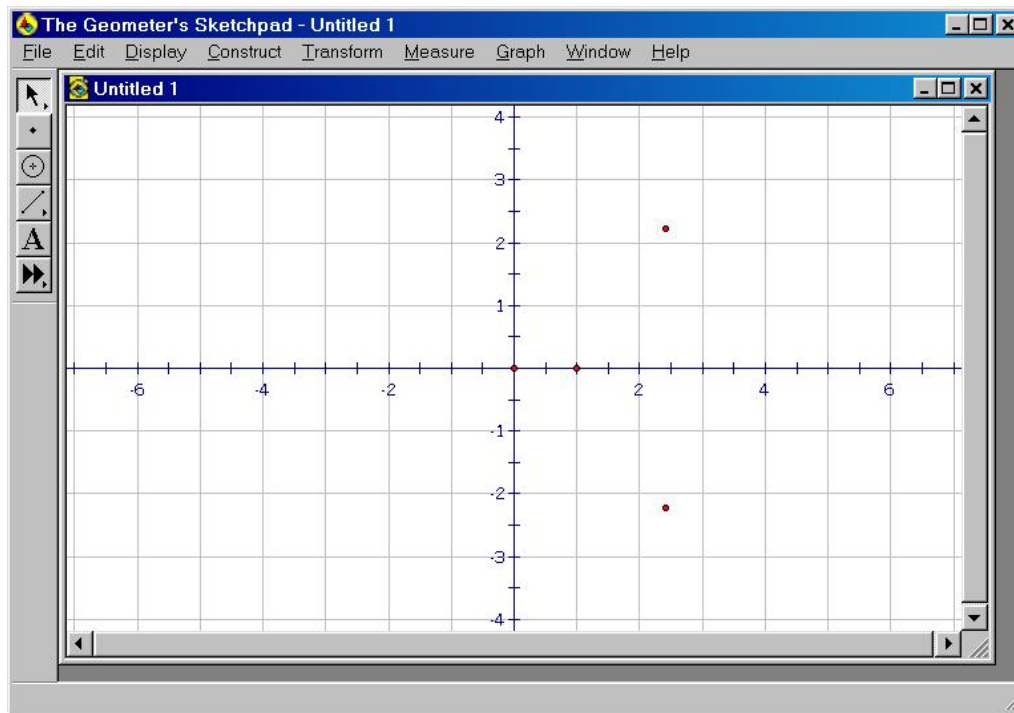 The Geometer's Sketchpad - Untitled 1
File Edit Display Construct Transform Measure Graph Window Help
Untitled 1
A
4
3
2
1
-6 -4 -2 2 4 6
-1
-2
-3
-4